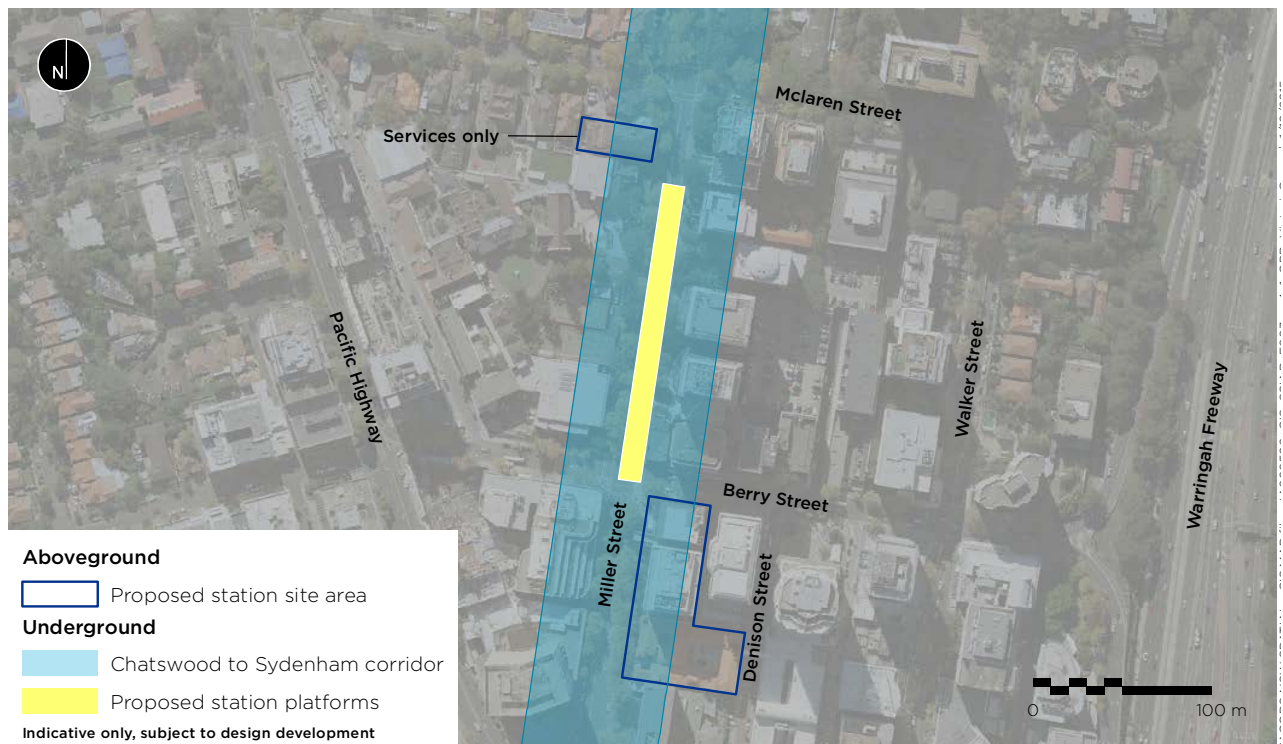 N
Mclaren Street
Services only
Pacific Highway
Walker Street
Warringah Freeway
Berry Street
Miller Street
Denison Street
Aboveground
Proposed station site area
Underground
Chatswood to Sydenham corridor
Proposed station platforms
Indicative only, subject to design development
0 100 m